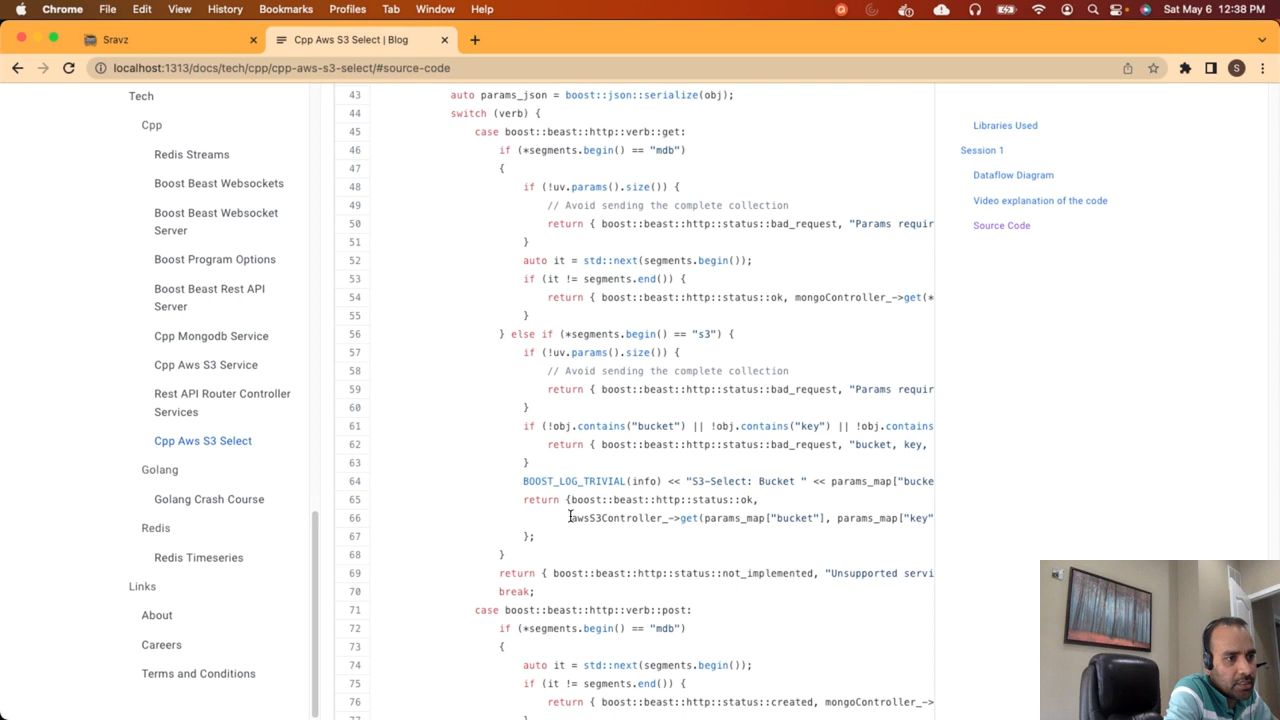 Chrome File Edit View History Bookmarks Profiles Tab Window Help Sat May 6 12:38 PM
Sravz
Cpp Aws S3 Select | Blog
localhost:1313/docs/tech/cpp/cpp-aws-s3-select/#source-code
S
Tech
Cpp
Redis Streams
Boost Beast Websockets
Boost Beast Websocket
Server
Boost Program Options
Boost Beast Rest API
Server
Cpp Mongodb Service
Cpp Aws S3 Service
Rest API Router Controller
Services
Cpp Aws S3 Select
Golang
Golang Crash Course
Redis
Redis Timeseries
Links
About
Careers
Terms and Conditions
43 auto params_json = boost::json::serialize(obj);
44 switch (verb) {
45 case boost::beast::http::verb::get:
46 if (*segments.begin() == "mdb")
47 {
48 if (!uv.params().size()) {
49 // Avoid sending the complete collection
50 return { boost::beast::http::status::bad_request, "Params requir
51 }
52 auto it = std::next(segments.begin());
53 if (it != segments.end()) {
54 return { boost::beast::http::status::ok, mongoController_->get(*
55 }
56 } else if (*segments.begin() == "s3") {
57 if (!uv.params().size()) {
58 // Avoid sending the complete collection
59 return { boost::beast::http::status::bad_request, "Params requir
60 }
61 if (!obj.contains("bucket") || !obj.contains("key") || !obj.contains
62 return { boost::beast::http::status::bad_request, "bucket, key,
63 }
64 BOOST_LOG_TRIVIAL(info) << "S3-Select: Bucket " << params_map["bucke
65 return {boost::beast::http::status::ok,
66 awsS3Controller_->get(params_map["bucket"], params_map["key"
67 };
68 }
69 return { boost::beast::http::status::not_implemented, "Unsupported servi
70 break;
71 case boost::beast::http::verb::post:
72 if (*segments.begin() == "mdb")
73 {
74 auto it = std::next(segments.begin());
75 if (it != segments.end()) {
76 return { boost::beast::http::status::created, mongoController_->
77 }
Libraries Used
Session 1
Dataflow Diagram
Video explanation of the code
Source Code